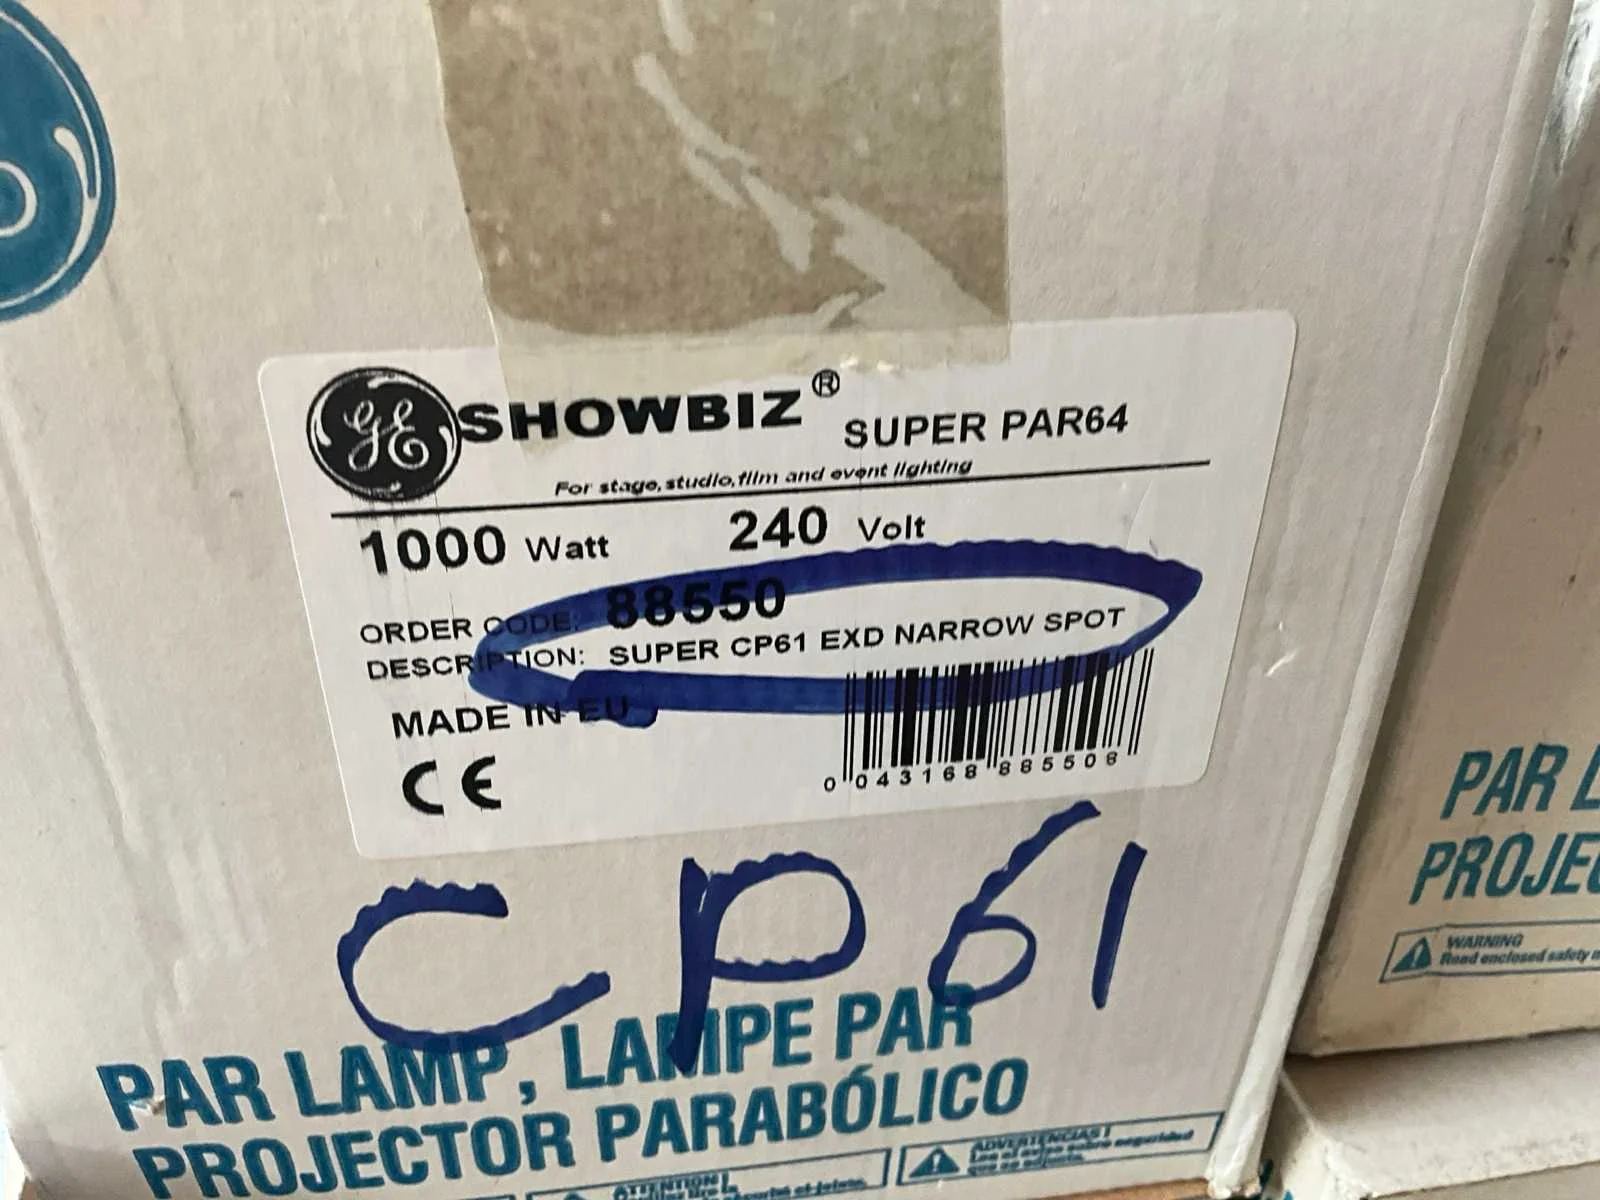 GE SHOWBIZ® SUPER PAR64
For stage, studio, film and event lighting
1000 Watt 240 Volt
ORDER CODE: 88550
DESCRIPTION: SUPER CP61 EXD NARROW SPOT
MADE IN EU
CE
0 043168 885508
CP61
PAR LAMP, LAMPE PAR
PROJECTOR PARABÓLICO
ATTENTION
ADVERTENCIAS!
PAR L
PROJEC
WARNING
Read enclosed safety